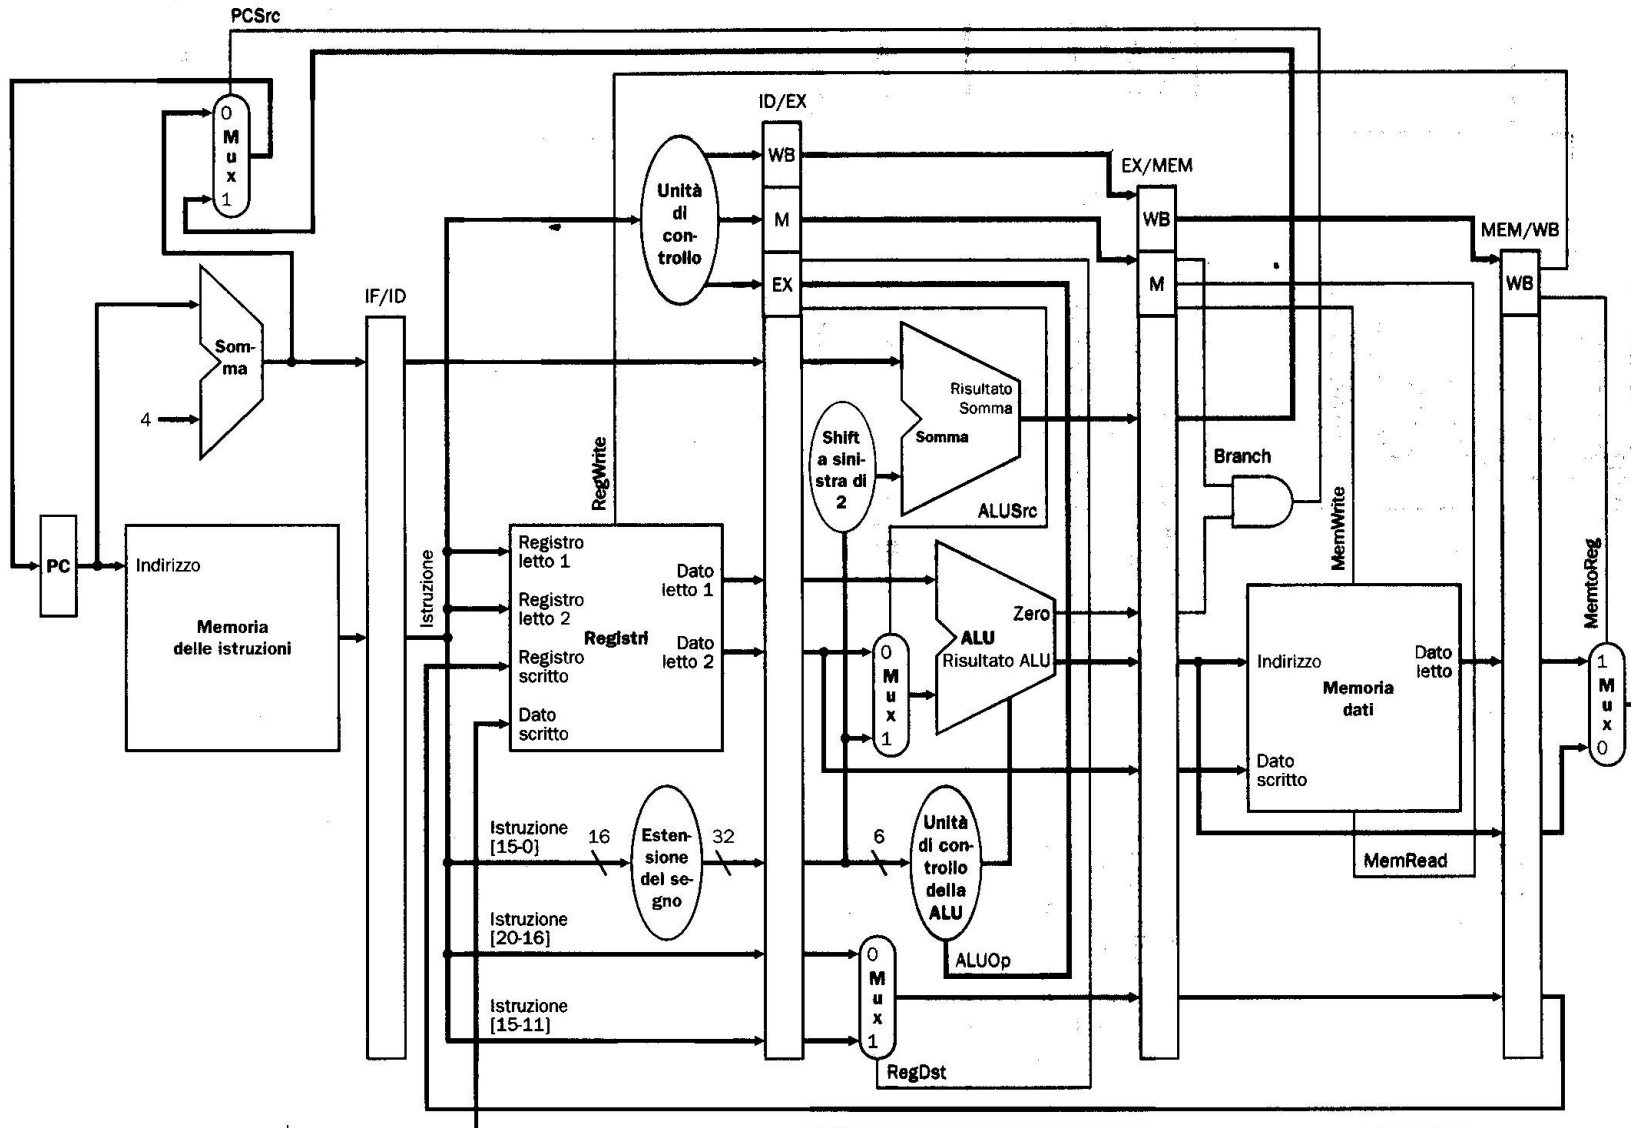 PCSrc
0
M
u
x
1
ID/EX
WB
M
EX
Unità
di
con-
trollo
EX/MEM
WB
M
MEM/WB
WB
IF/ID
Som-
ma
4
Risultato
Somma
Somma
Shift
a sini-
stra di
2
RegWrite
ALUSrc
Branch
MemWrite
MemtoReg
PC
Indirizzo
Memoria
delle istruzioni
Istruzione
Registro
letto 1
Registro
letto 2
Registro
scritto
Dato
scritto
Registri
Dato
letto 1
Dato
letto 2
0
M
u
x
1
Zero
ALU
Risultato ALU
Indirizzo
Memoria
dati
Dato
letto
Dato
scritto
MemRead
1
M
u
x
0
Istruzione
[15-0]
16
Esten-
sione
del se-
gno
32
6
Unità
di con-
trollo
della
ALU
ALUOp
Istruzione
[20-16]
Istruzione
[15-11]
0
M
u
x
1
RegDst